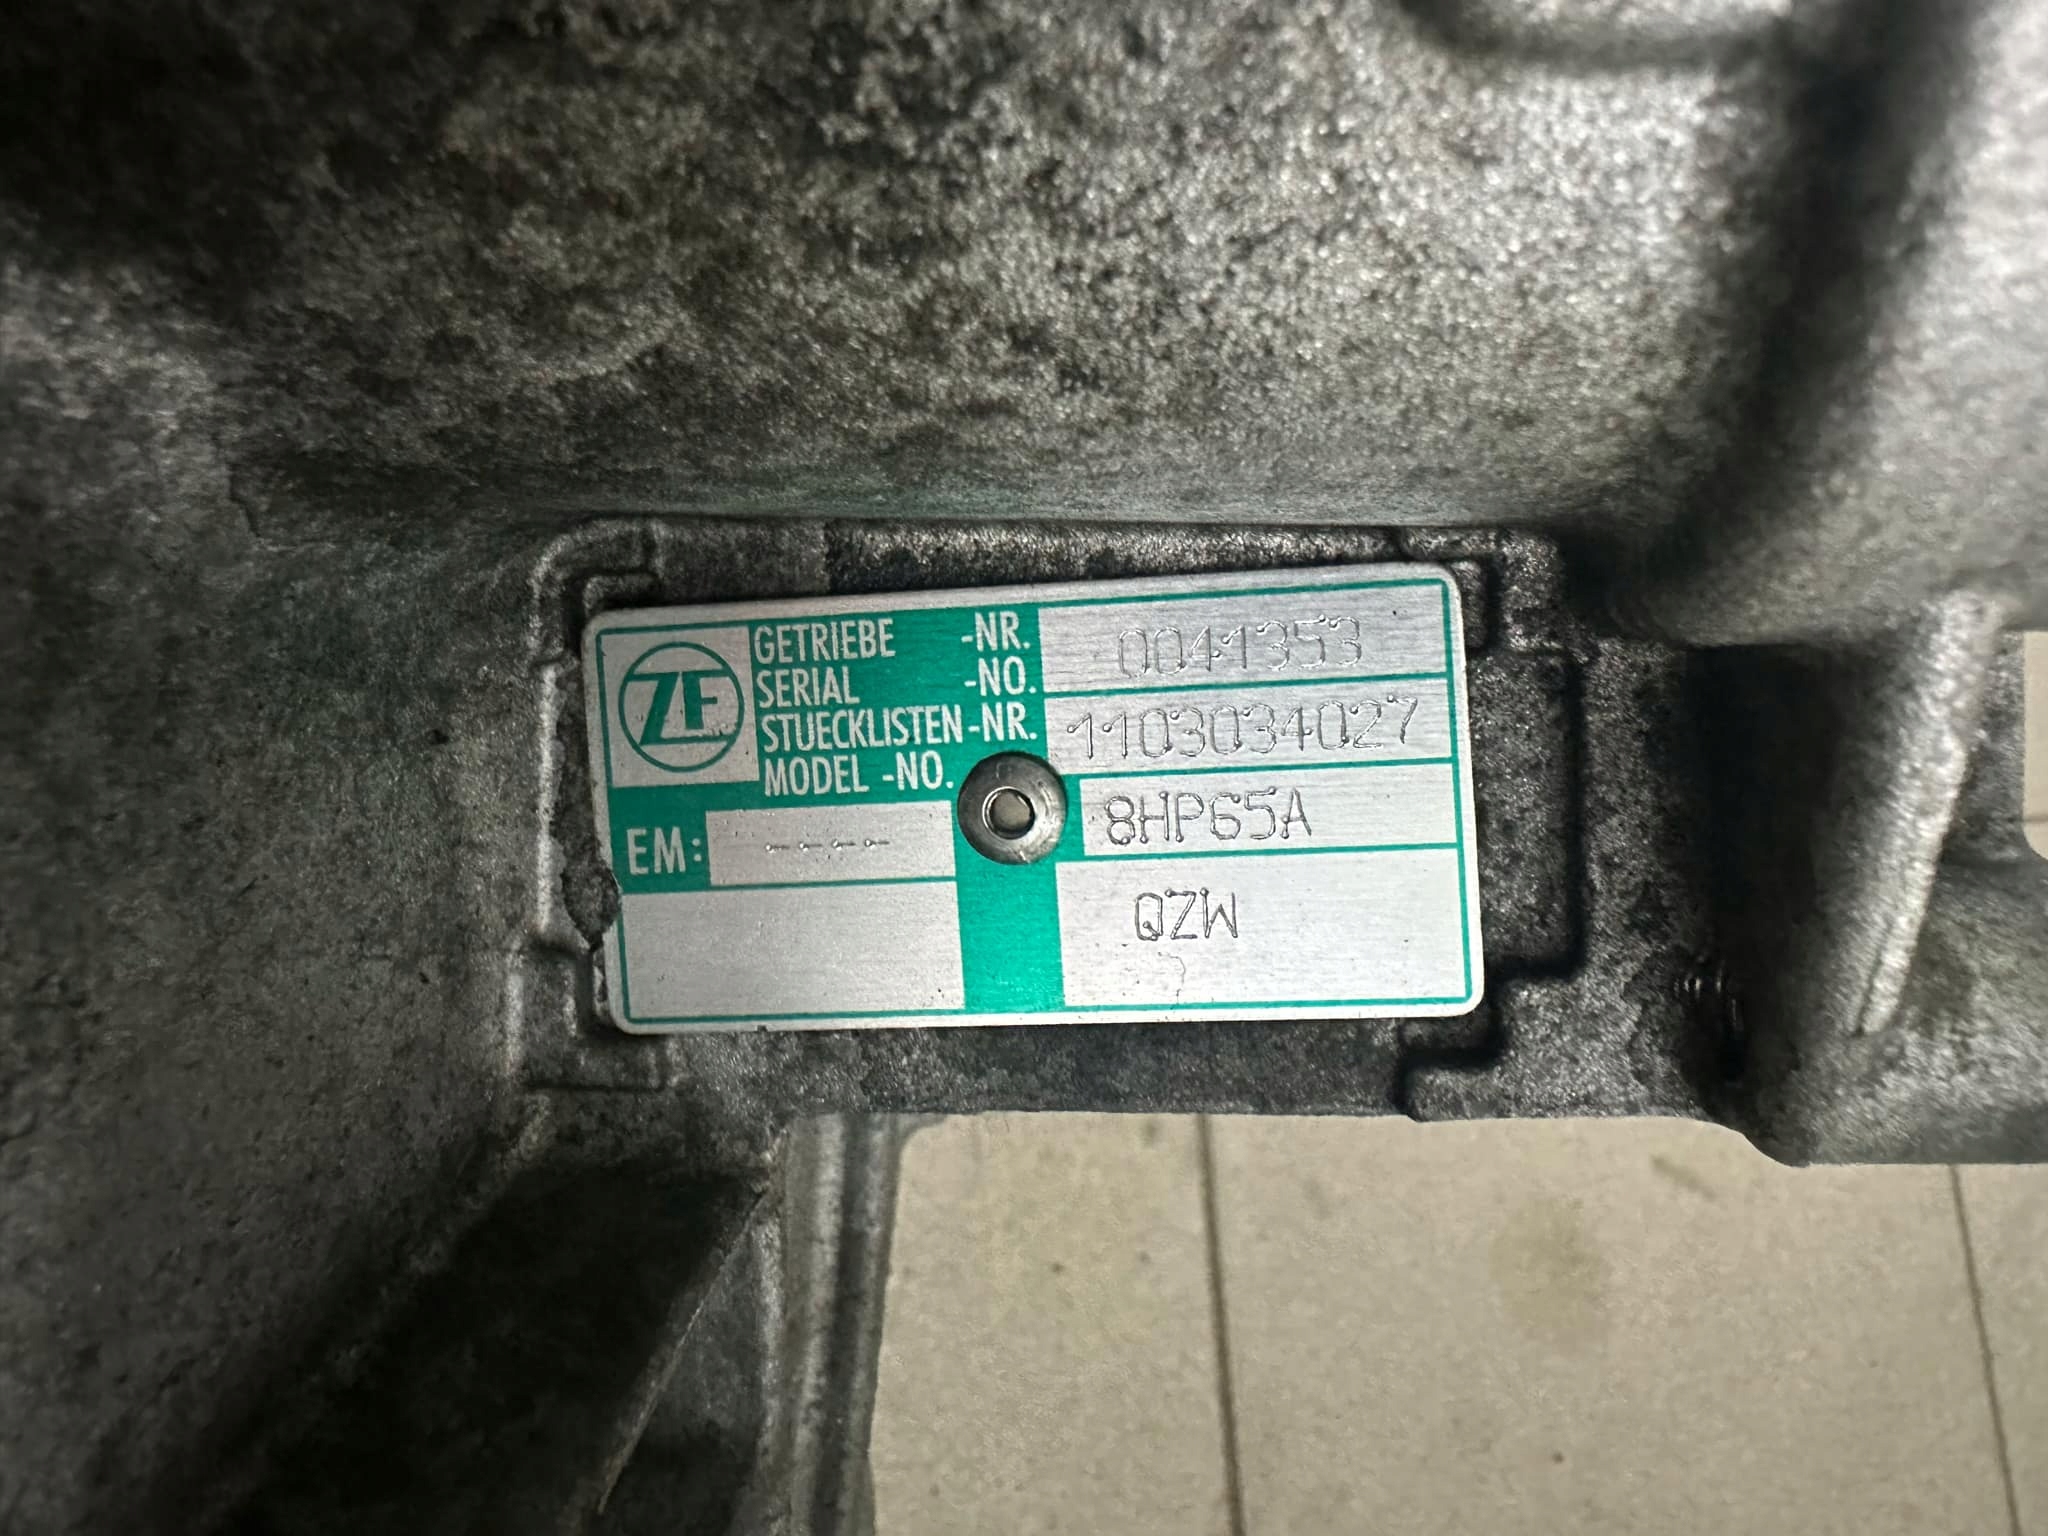 ZF
GETRIEBE -NR. 0041353
SERIAL -NO.
STUECKLISTEN-NR. 1103034027
MODEL -NO. 8HP65A
EM: ----
QZW